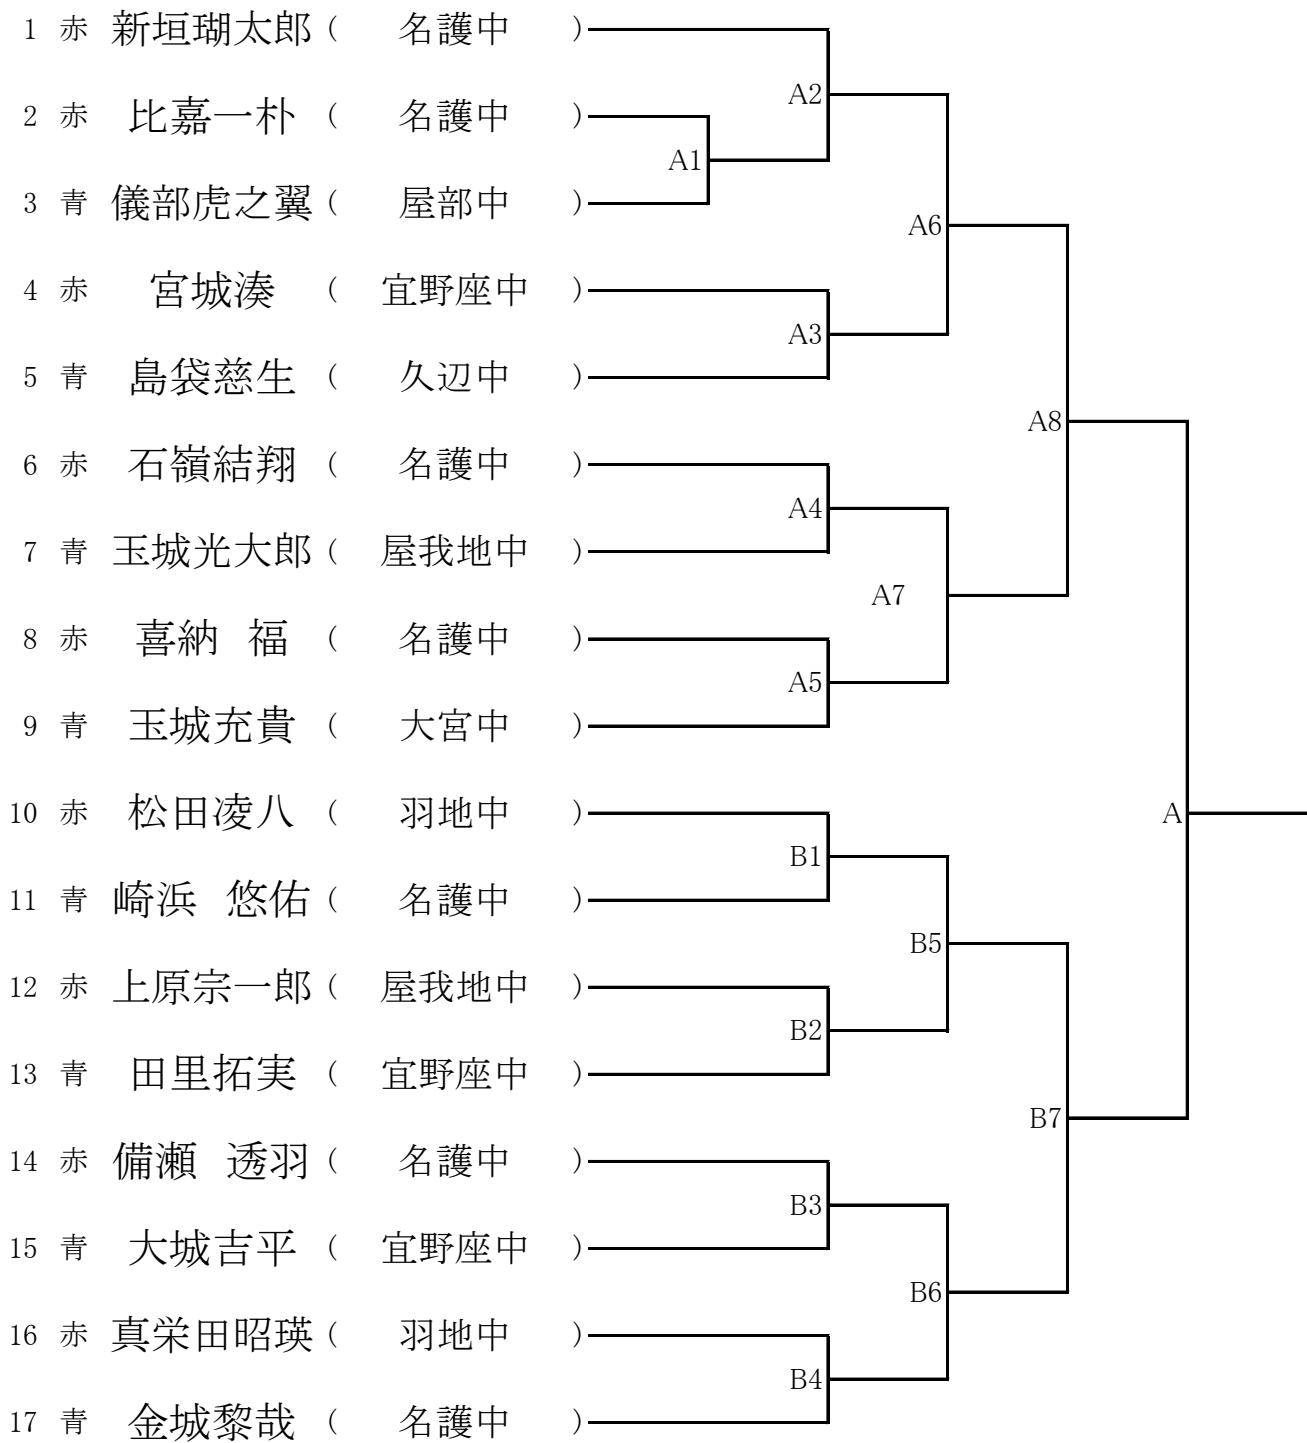 1 赤 新垣瑚太郎 ( 名護中 )
A2
2 赤 比嘉一朴 ( 名護中 )
A1
3 青 儀部虎之翼 ( 屋部中 )
A6
4 赤 宮城湊 ( 宜野座中 )
A3
5 青 島袋慈生 ( 久辺中 )
A8
6 赤 石嶺結翔 ( 名護中 )
A4
7 青 玉城光大郎 ( 屋我地中 )
A7
8 赤 喜納 福 ( 名護中 )
A5
9 青 玉城充貴 ( 大宮中 )
10 赤 松田凌八 ( 羽地中 )
A
B1
11 青 崎浜 悠佑 ( 名護中 )
B5
12 赤 上原宗一郎 ( 屋我地中 )
B2
13 青 田里拓実 ( 宜野座中 )
B7
14 赤 備瀬 透羽 ( 名護中 )
B3
15 青 大城吉平 ( 宜野座中 )
B6
16 赤 真栄田昭瑛 ( 羽地中 )
B4
17 青 金城黎哉 ( 名護中 )